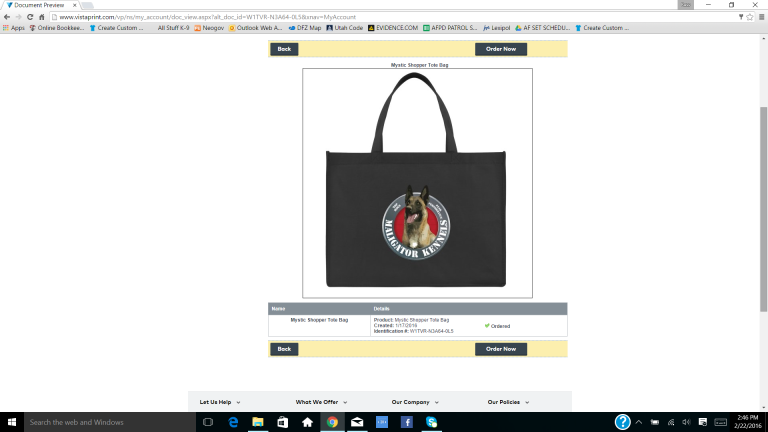 Document Preview
www.vistaprint.com/vp/ns/my_account/doc_view.aspx?alt_doc_id=W1TVR-N3A64-0L5&snav=MyAccount
Apps Online Bookkee... Create Custom ... All Stuff K-9 Neogov Outlook Web A... DFZ Map Utah Code EVIDENCE.COM AFPD PATROL S... Lexipol AF SET SCHEDU... Create Custom ...
Back Order Now
Mystic Shopper Tote Bag
MALIGATOR KENNELS
Name Details
Mystic Shopper Tote Bag
Product: Mystic Shopper Tote Bag
Created: 1/17/2016
Identification #: W1TVR-N3A64-0L5
Ordered
Back Order Now
Let Us Help What We Offer Our Company Our Policies
Search the web and Windows
2:46 PM
2/22/2016